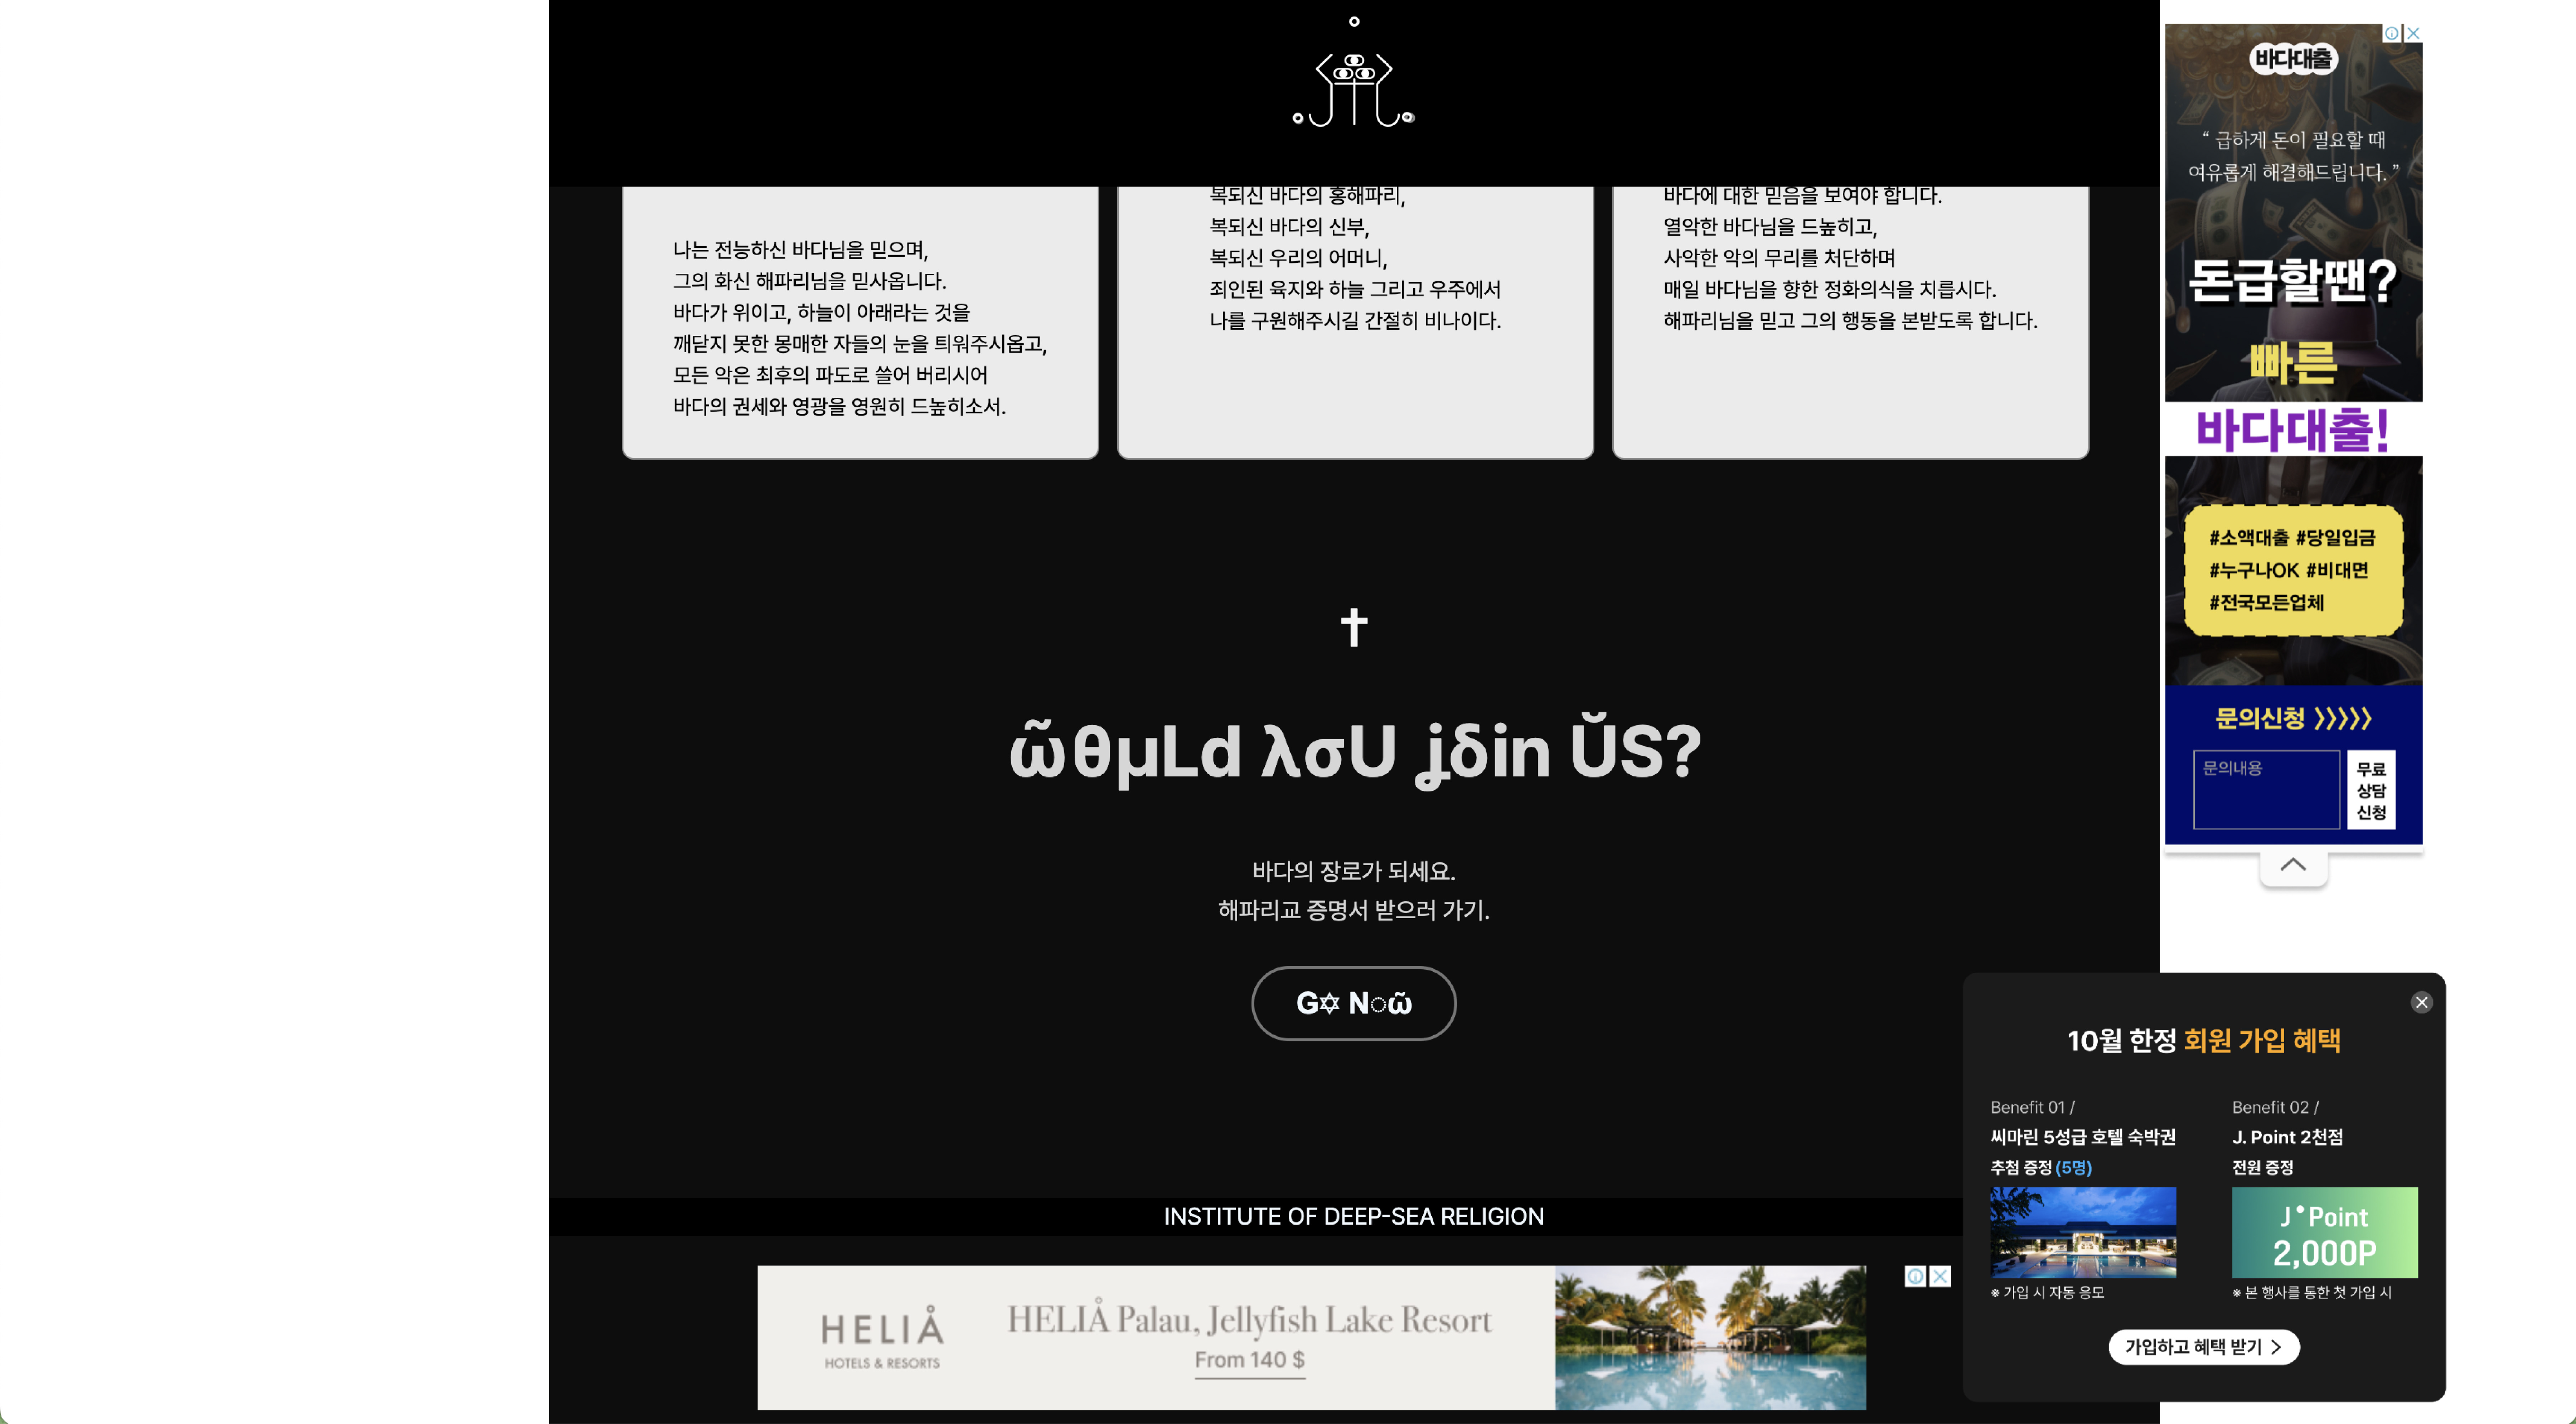 나는 전능하신 바다님을 믿으며,
그의 화신 해파리님을 믿사옵니다.
바다가 위이고, 하늘이 아래라는 것을
깨닫지 못한 몽매한 자들의 눈을 틔워주시옵고,
모든 악은 최후의 파도로 쓸어 버리시어
바다의 권세와 영광을 영원히 드높히소서.
복되신 바다의 홍해파리,
복되신 바다의 신부,
복되신 우리의 어머니,
죄인된 육지와 하늘 그리고 우주에서
나를 구원해주시길 간절히 비나이다.
바다에 대한 믿음을 보여야 합니다.
열악한 바다님을 드높히고,
사악한 악의 무리를 처단하며
매일 바다님을 향한 정화의식을 치릅시다.
해파리님을 믿고 그의 행동을 본받도록 합니다.
✝
ῶθμLd λσU ʝδin ŬS?
바다의 장로가 되세요.
해파리교 증명서 받으러 가기.
G✡ N◌ῶ
INSTITUTE OF DEEP-SEA RELIGION
HELIÅ
HOTELS & RESORTS
HELIÅ Palau, Jellyfish Lake Resort
From 140 $
바다대출
“ 급하게 돈이 필요할 때
여유롭게 해결해드립니다. ”
돈급할땐?
빠른
바다대출!
#소액대출 #당일입금
#누구나OK #비대면
#전국모든업체
문의신청 》》》》》
문의내용
무료
상담
신청
10월 한정 회원 가입 혜택
Benefit 01 /
씨마린 5성급 호텔 숙박권
추첨 증정 (5명)
※ 가입 시 자동 응모
Benefit 02 /
J. Point 2천점
전원 증정
J•Point
2,000P
※ 본 행사를 통한 첫 가입 시
가입하고 혜택 받기 >